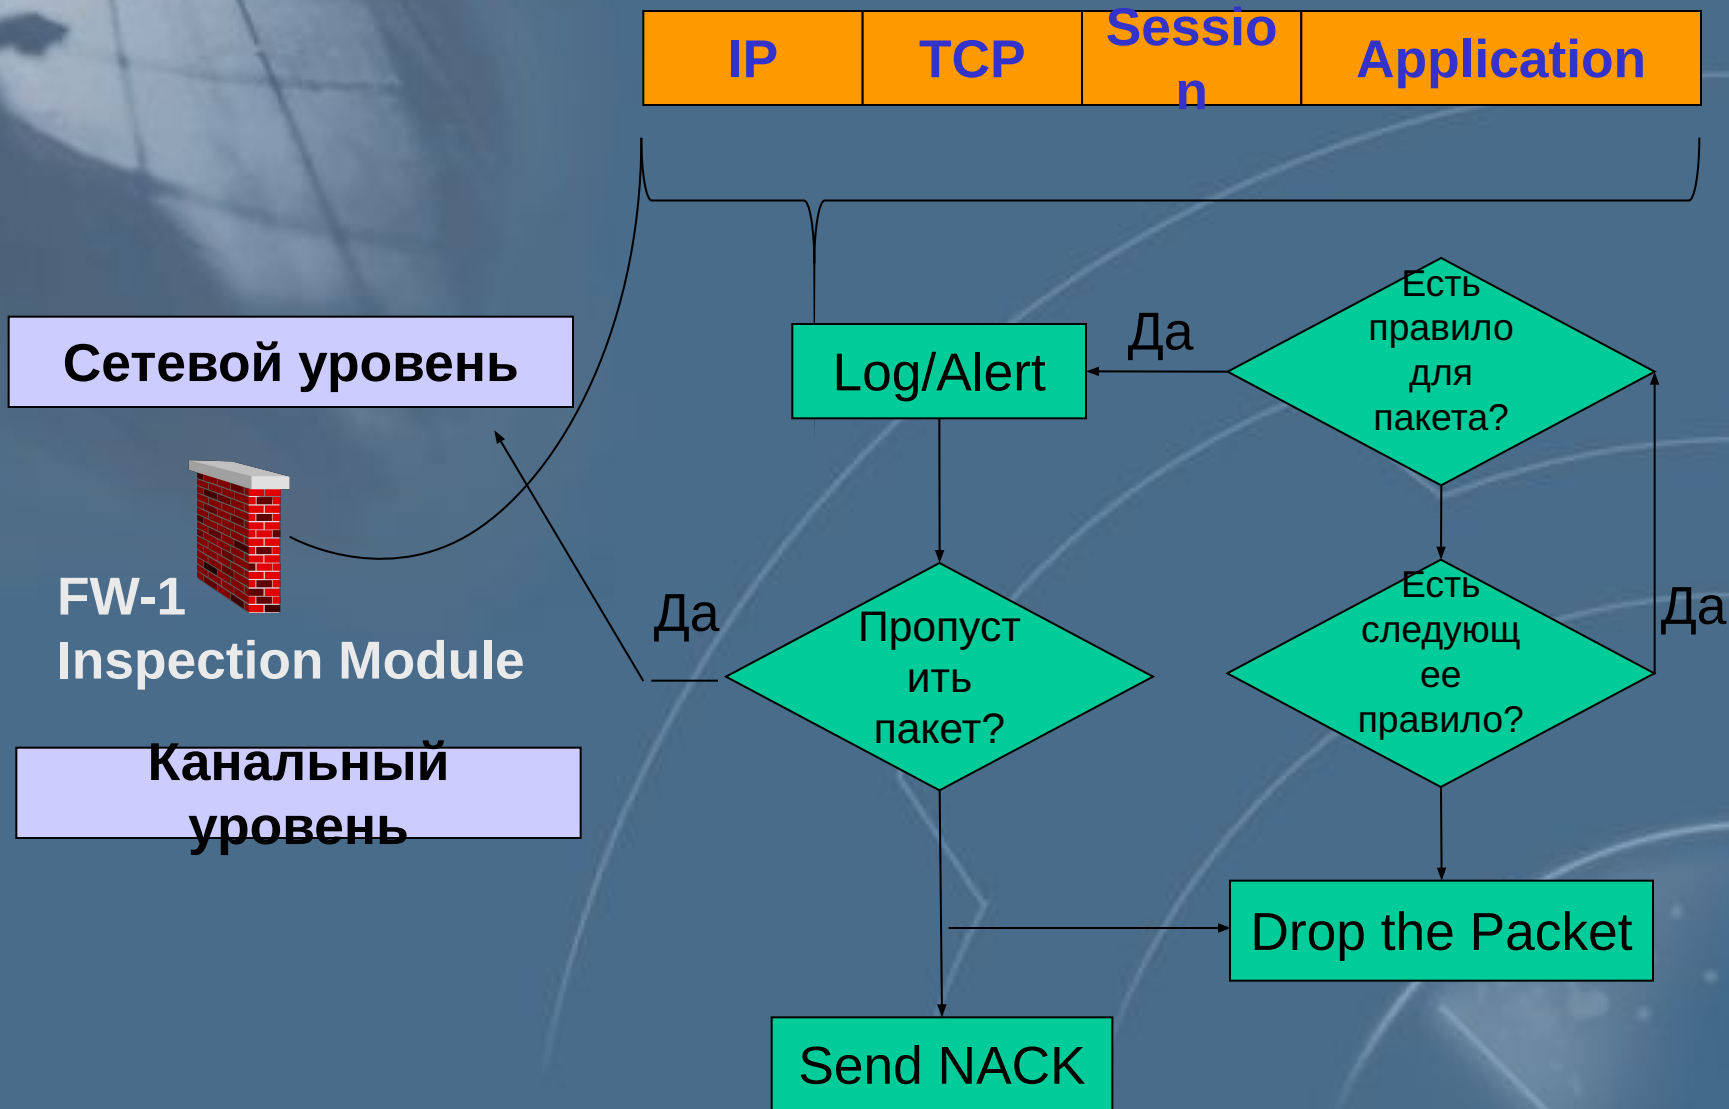 IP
TCP
Sessio
n
Application
Есть
правило
для
пакета?
Да
Log/Alert
Сетевой уровень
FW-1
Inspection Module
Да
Пропуст
ить
пакет?
Есть
следующ
ее
правило?
Да
Канальный
уровень
Drop the Packet
Send NACK